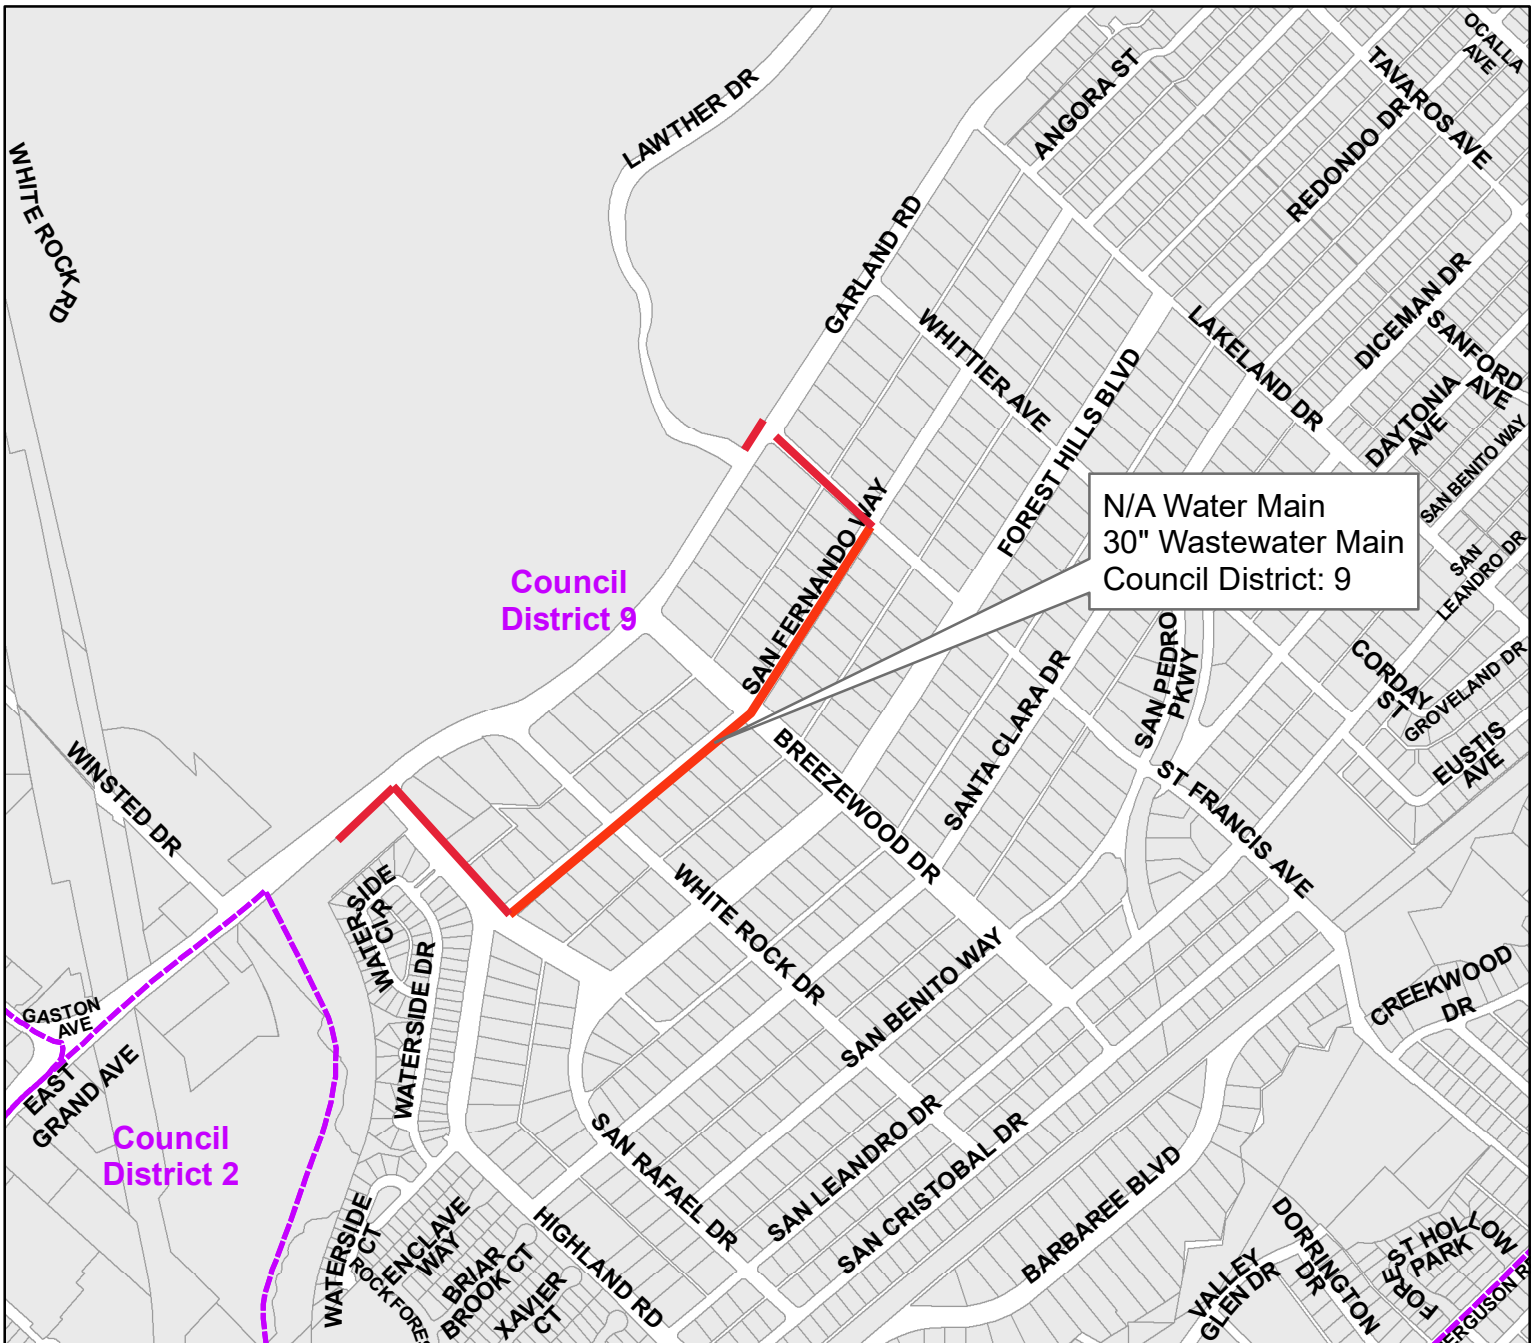 OCALLA
AVE
TAVAROS AVE
ANGORA ST
LAWTHER DR
REDONDO DR
WHITE ROCK RD
GARLAND RD
DICEMAN DR
SANFORD
AVE
LAKELAND DR
WHITTIER AVE
FOREST HILLS BLVD
DAYTONIA
AVE
SAN BENITO WAY
N/A Water Main
30" Wastewater Main
Council District: 9
SAN FERNANDO WAY
SAN
LEANDRO DR
Council
District 9
SAN PEDRO
PKWY
CORDAY
ST
GROVELAND DR
EUSTIS
AVE
SANTA CLARA DR
BREEZEWOOD DR
ST FRANCIS AVE
WINSTED DR
WATERSIDE
CIR
WHITE ROCK DR
SAN BENITO WAY
WATERSIDE DR
CREEKWOOD
DR
GASTON
AVE
EAST
GRAND AVE
Council
District 2
SAN RAFAEL DR
SAN LEANDRO DR
SAN CRISTOBAL DR
BARBAREE BLVD
WATERSIDE
CT
ENCLAVE
WAY
ROCK FORES
BRIAR
BROOK CT
XAVIER
CT
HIGHLAND RD
VALLEY
GLEN DR
DORRINGTON
DR
FOREST HOLLOW
PARK
FERGUSON R